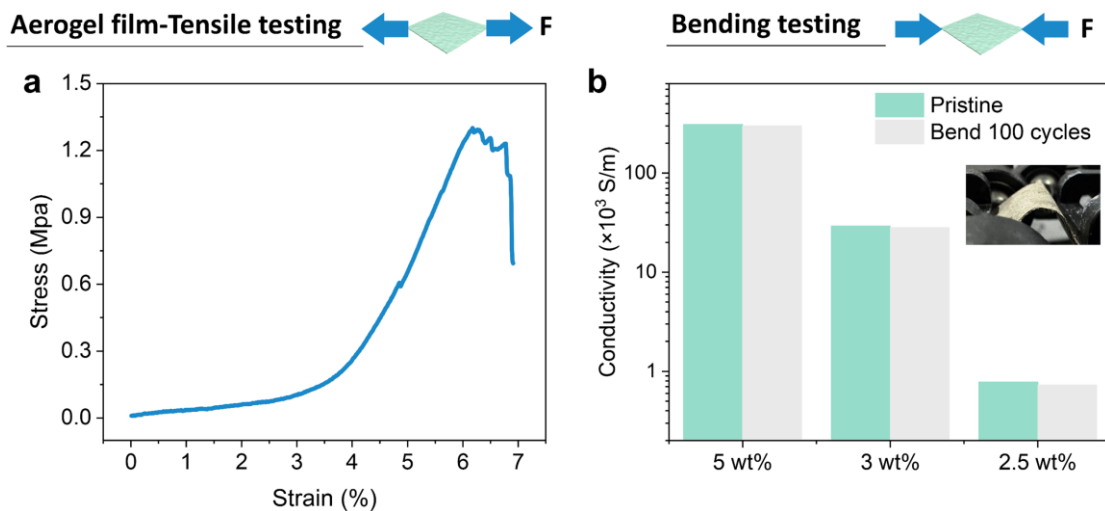 Aerogel film-Tensile testing
F
Bending testing
F
a
1.5
1.2
0.9
0.6
0.3
0.0
Stress (Mpa)
0 1 2 3 4 5 6 7
Strain (%)
b
Pristine
Bend 100 cycles
100
10
1
Conductivity (×10³ S/m)
5 wt% 3 wt% 2.5 wt%